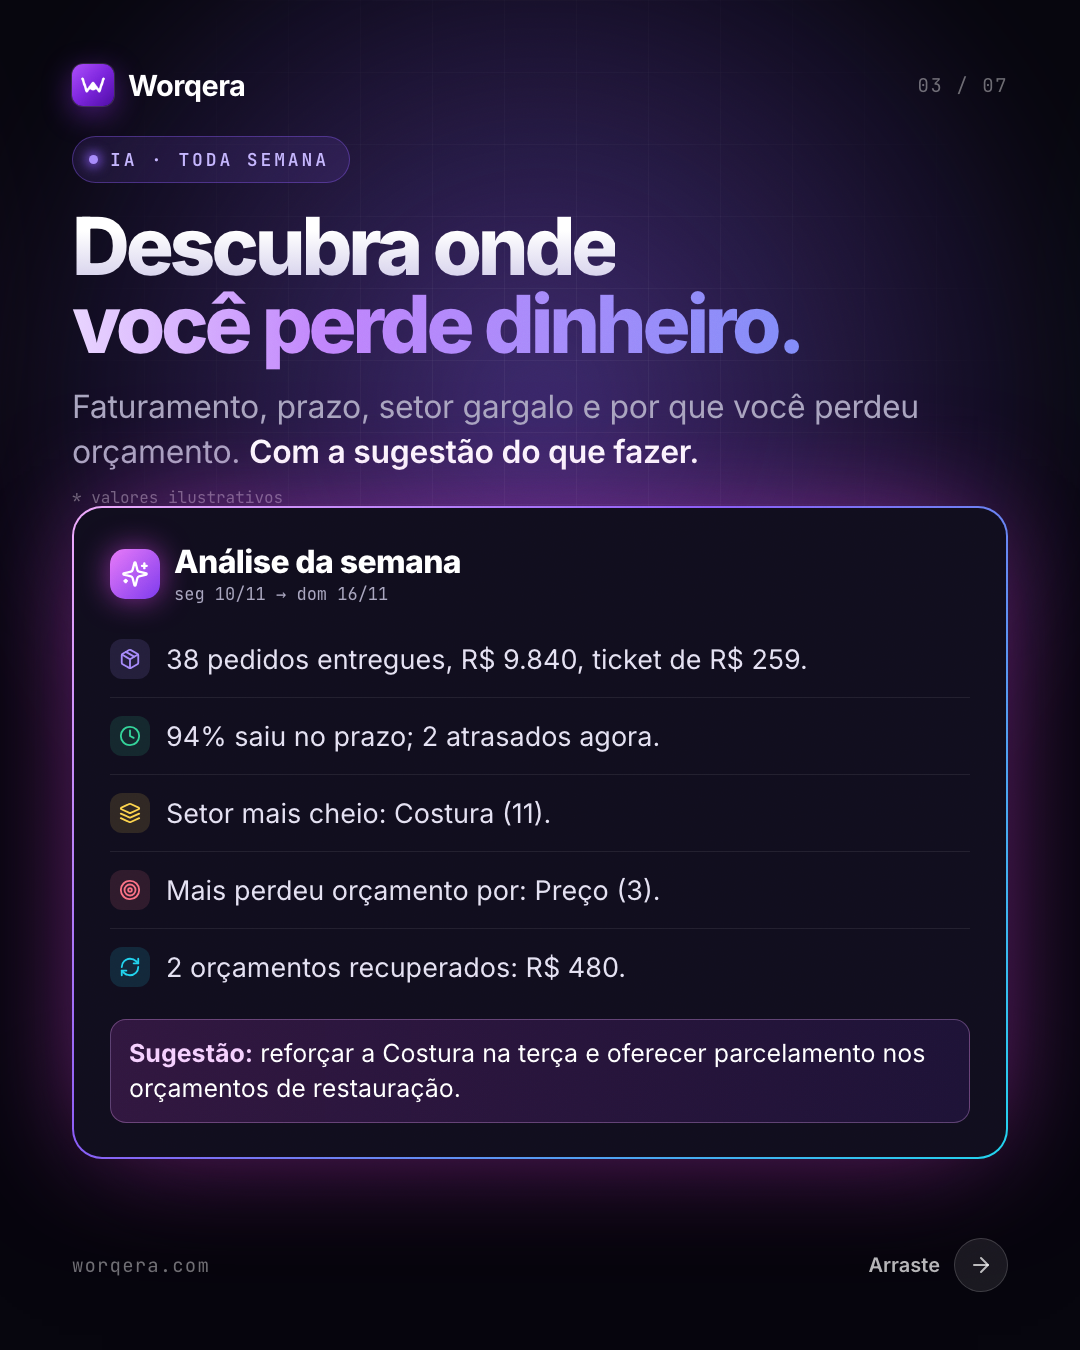 Worqera
03 / 07
IA · TODA SEMANA
Descubra onde
você perde dinheiro.
Faturamento, prazo, setor gargalo e por que você perdeu
orçamento. Com a sugestão do que fazer.
* valores ilustrativos
Análise da semana
seg 10/11 → dom 16/11
38 pedidos entregues, R$ 9.840, ticket de R$ 259.
94% saiu no prazo; 2 atrasados agora.
Setor mais cheio: Costura (11).
Mais perdeu orçamento por: Preço (3).
2 orçamentos recuperados: R$ 480.
Sugestão: reforçar a Costura na terça e oferecer parcelamento nos
orçamentos de restauração.
worqera.com
Arraste →